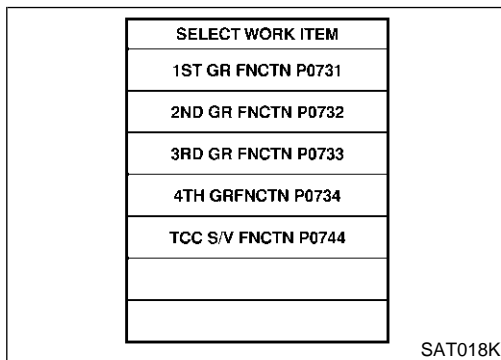 SELECT WORK ITEM
1ST GR FNCTN P0731
2ND GR FNCTN P0732
3RD GR FNCTN P0733
4TH GRFNCTN P0734
TCC S/V FNCTN P0744
SAT018K